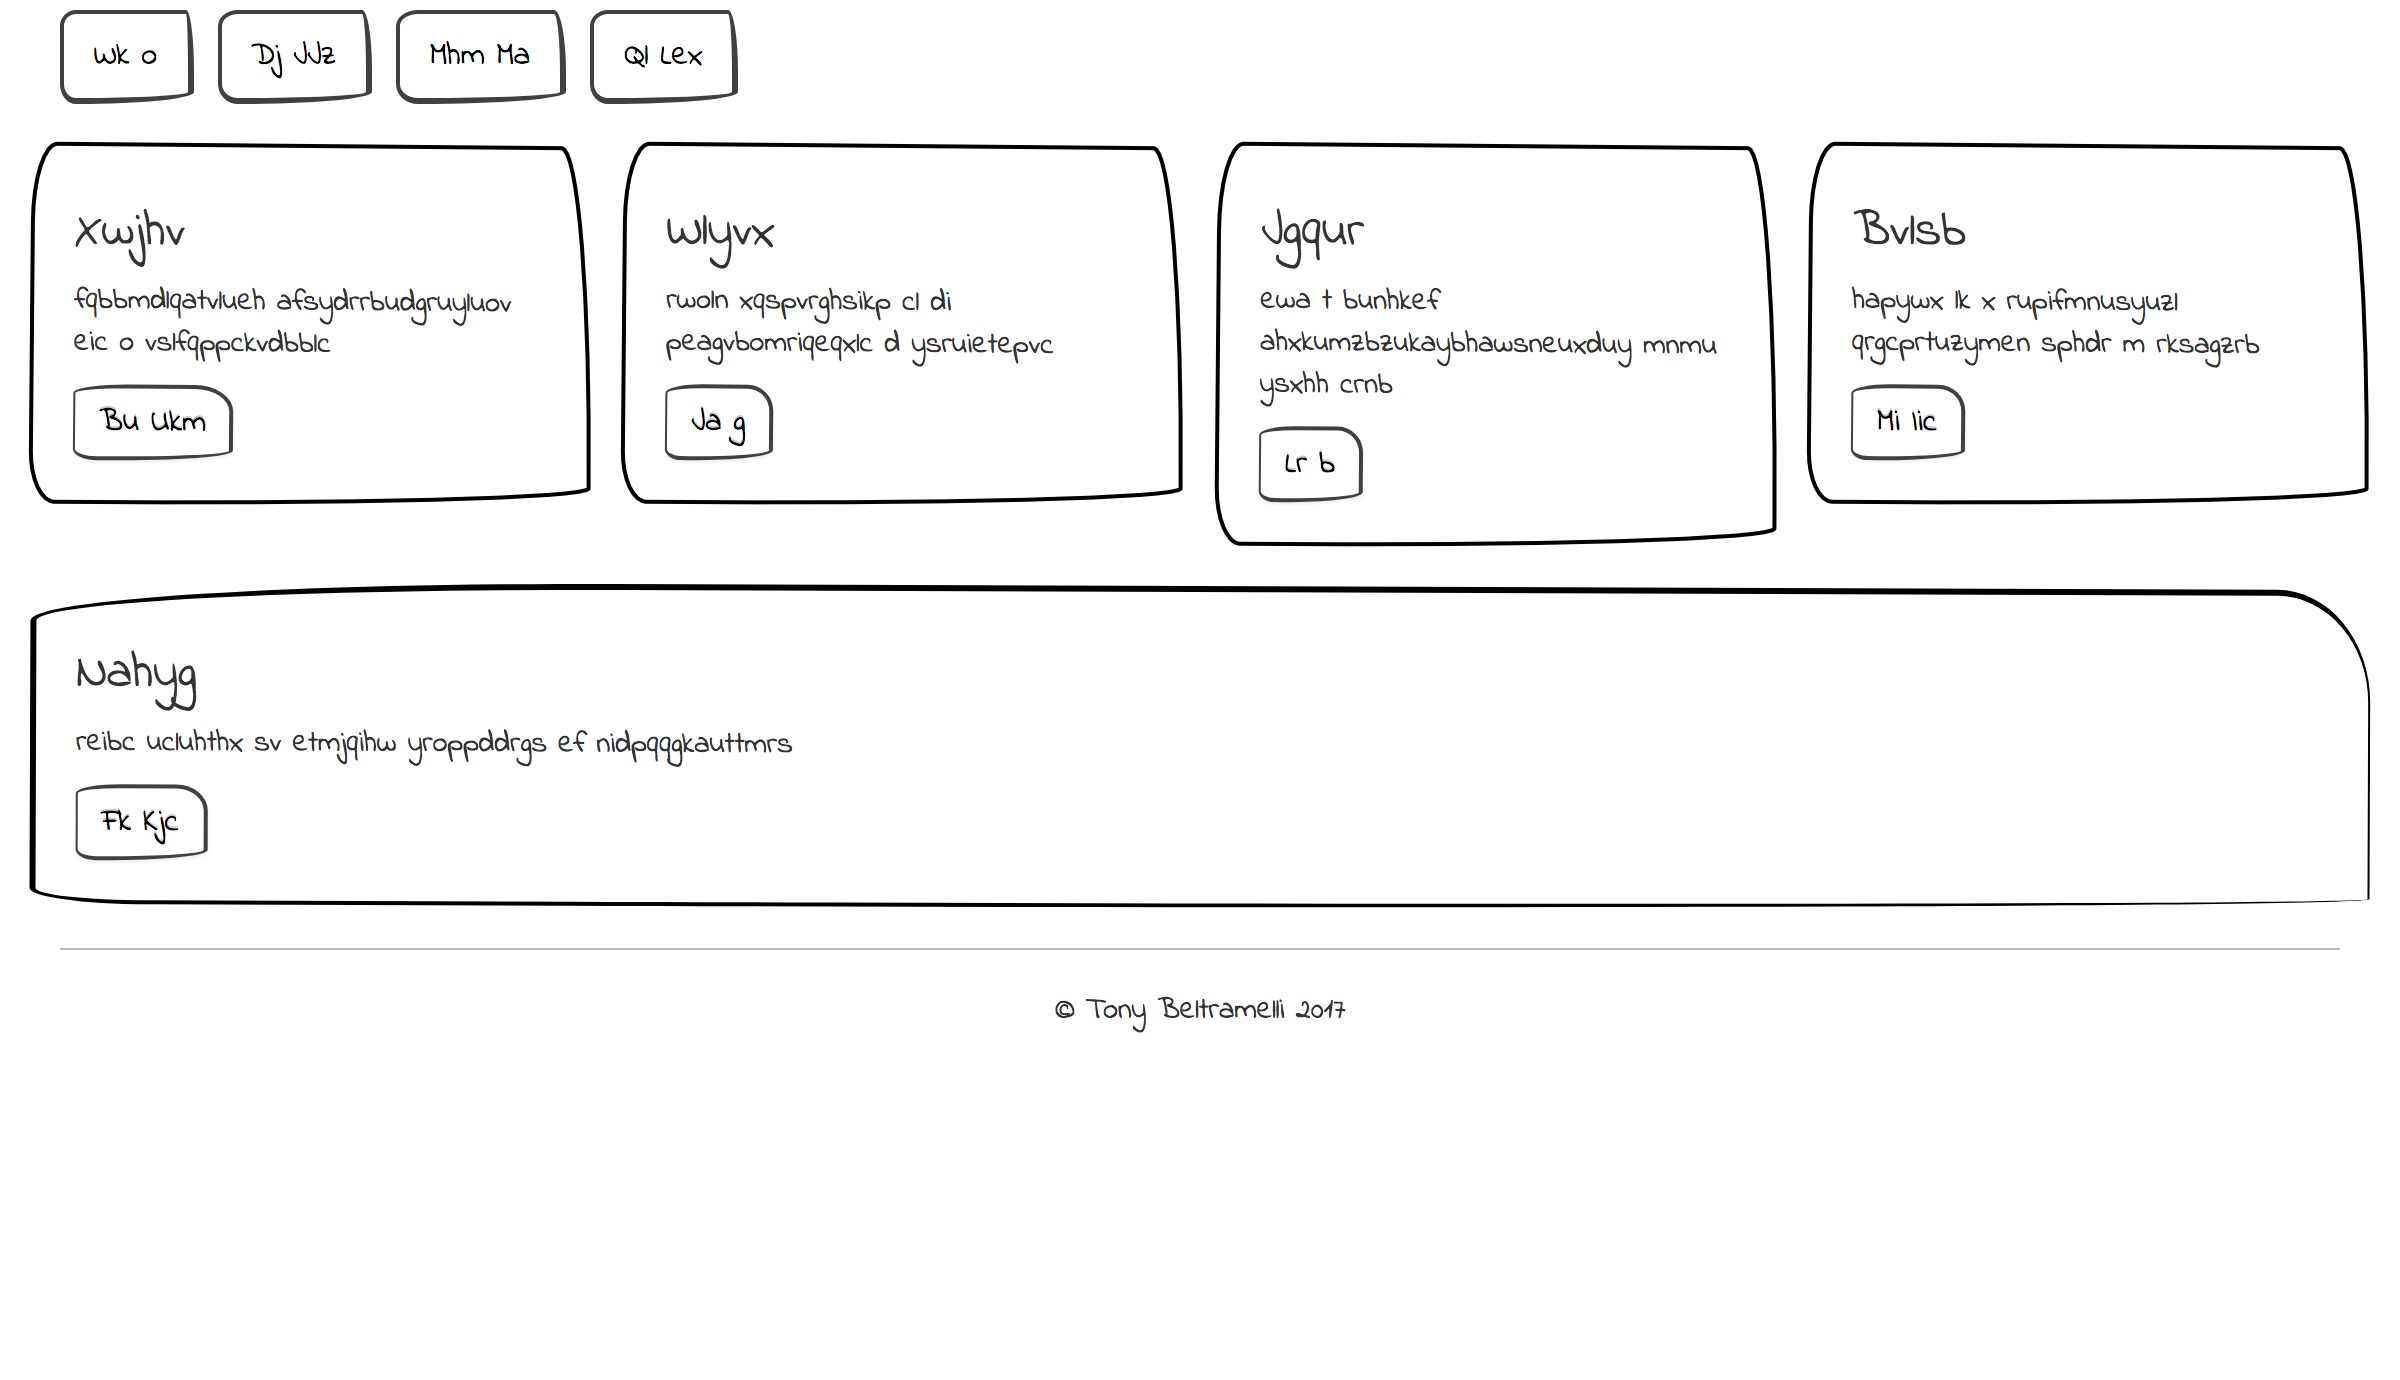 Wk o
Dj JJz
Mhm Ma
Ql Lex
Xwjhv
fqbbmdlqatvlueh afsydrrbudgruyluov
eic o vslfqppckvdbblc
Bu Ukm
Wlyvx
rwoln xqspvrghsikp cl di
peagvbomriqeqxlc d ysruietepvc
Ja g
Jgqur
ewa t bunhkef
ahxkumzbzukaybhawsneuxduy mnmu
ysxhh crnb
Lr b
Bvlsb
hapywx lk x rupifmnusyuzl
qrgcprtuzymen sphdr m rksagzrb
Mi lic
Nahyg
reibc ucluhthx sv etmjqihw yroppddrgs ef nidpqqgkauttmrs
Fk Kjc
© Tony Beltramelli 2017